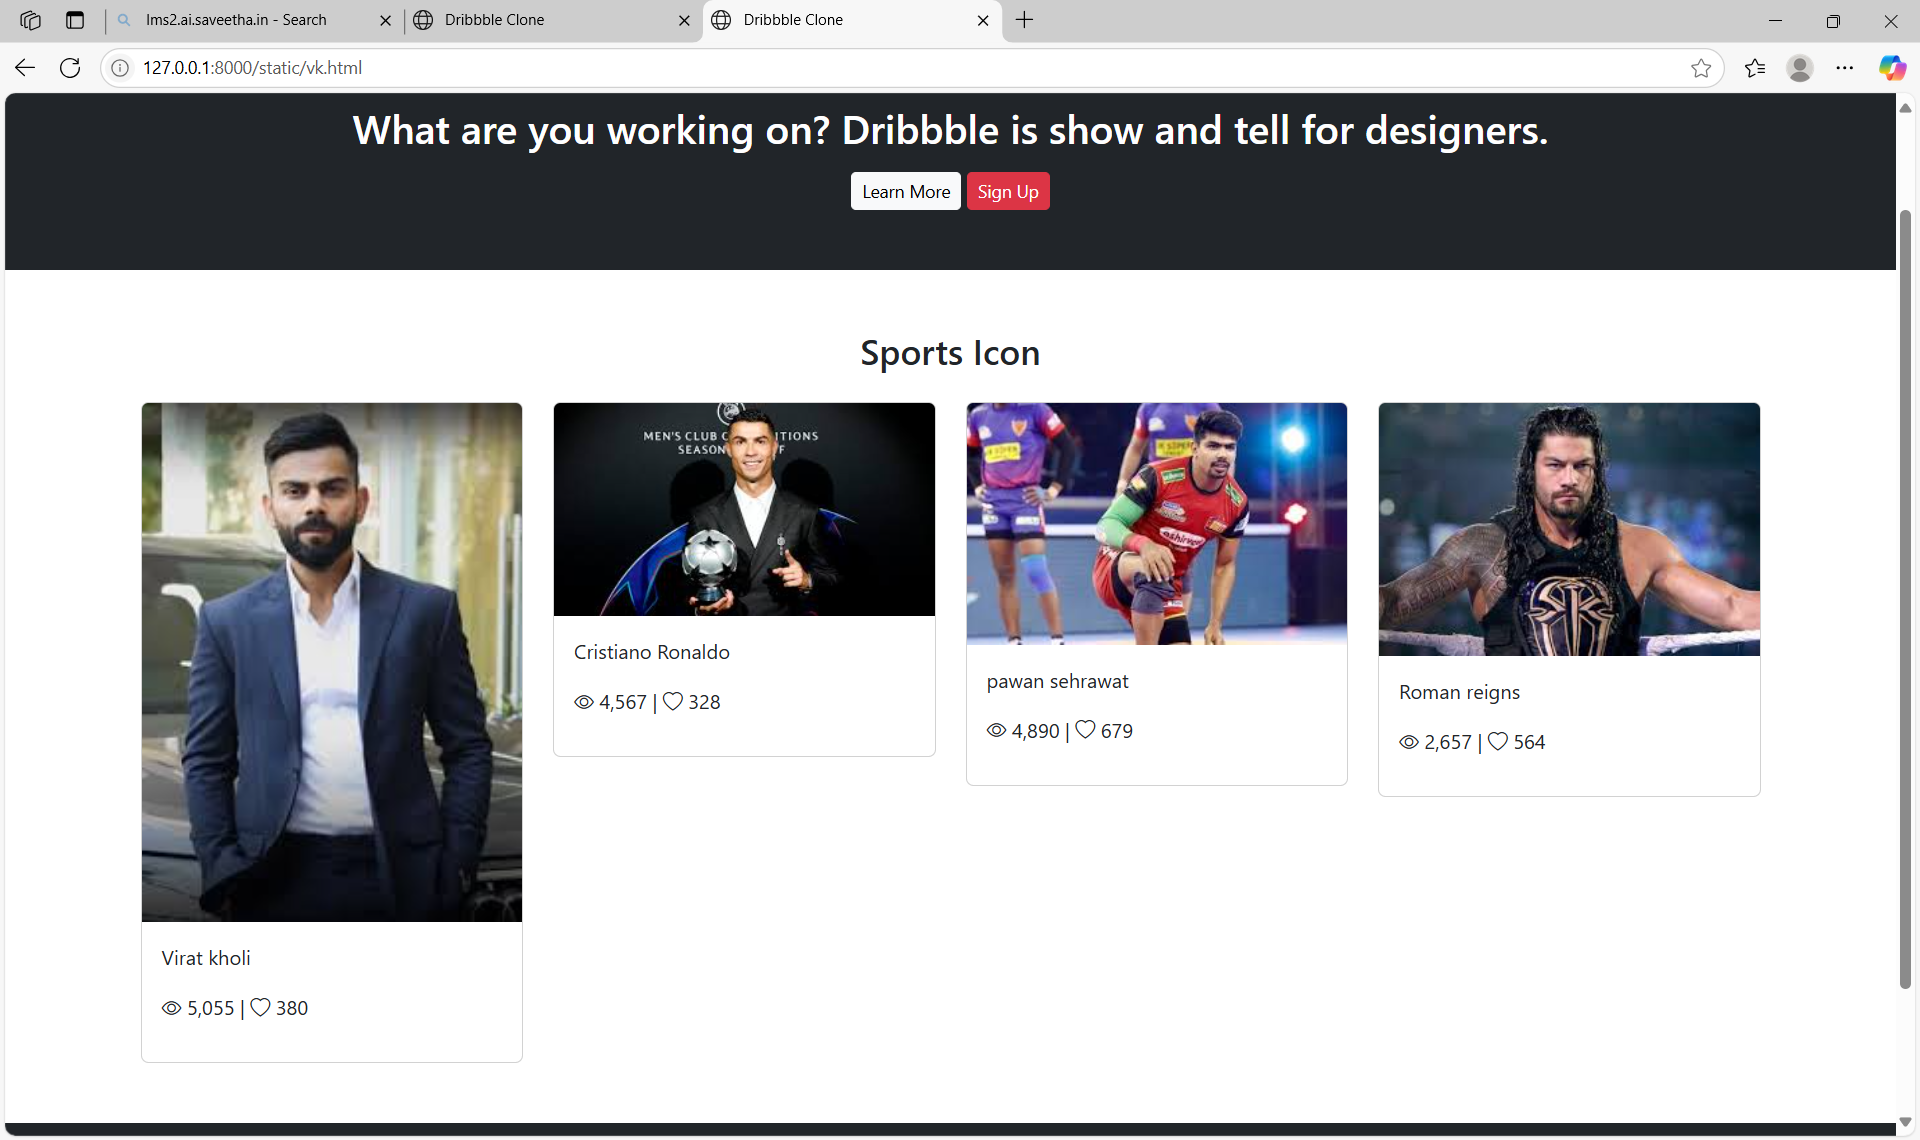 lms2.ai.saveetha.in - Search
Dribbble Clone
Dribbble Clone
127.0.0.1:8000/static/vk.html
What are you working on? Dribbble is show and tell for designers.
Learn More
Sign Up
Sports Icon
MEN'S CLUB
SEASON
Cristiano Ronaldo
4,567 | 328
pawan sehrawat
4,890 | 679
Roman reigns
2,657 | 564
Virat kholi
5,055 | 380